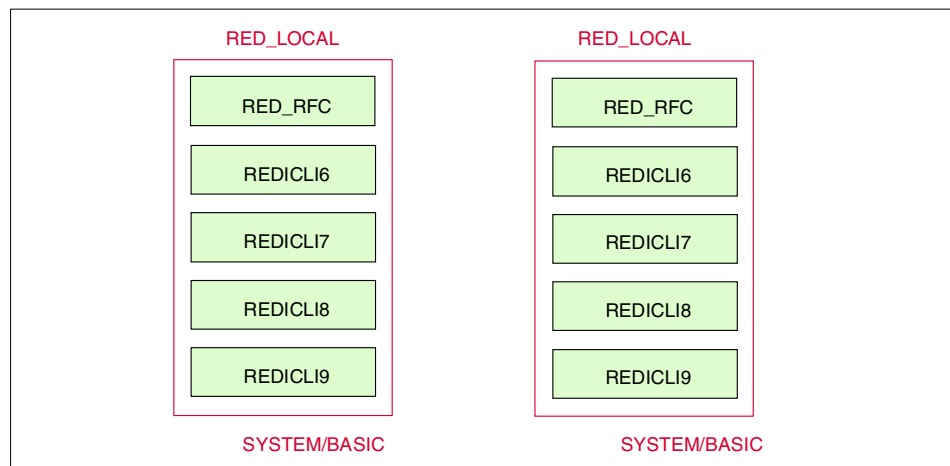 RED_LOCAL
RED_RFC
REDICLI6
REDICLI7
REDICLI8
REDICLI9
SYSTEM/BASIC
RED_LOCAL
RED_RFC
REDICLI6
REDICLI7
REDICLI8
REDICLI9
SYSTEM/BASIC